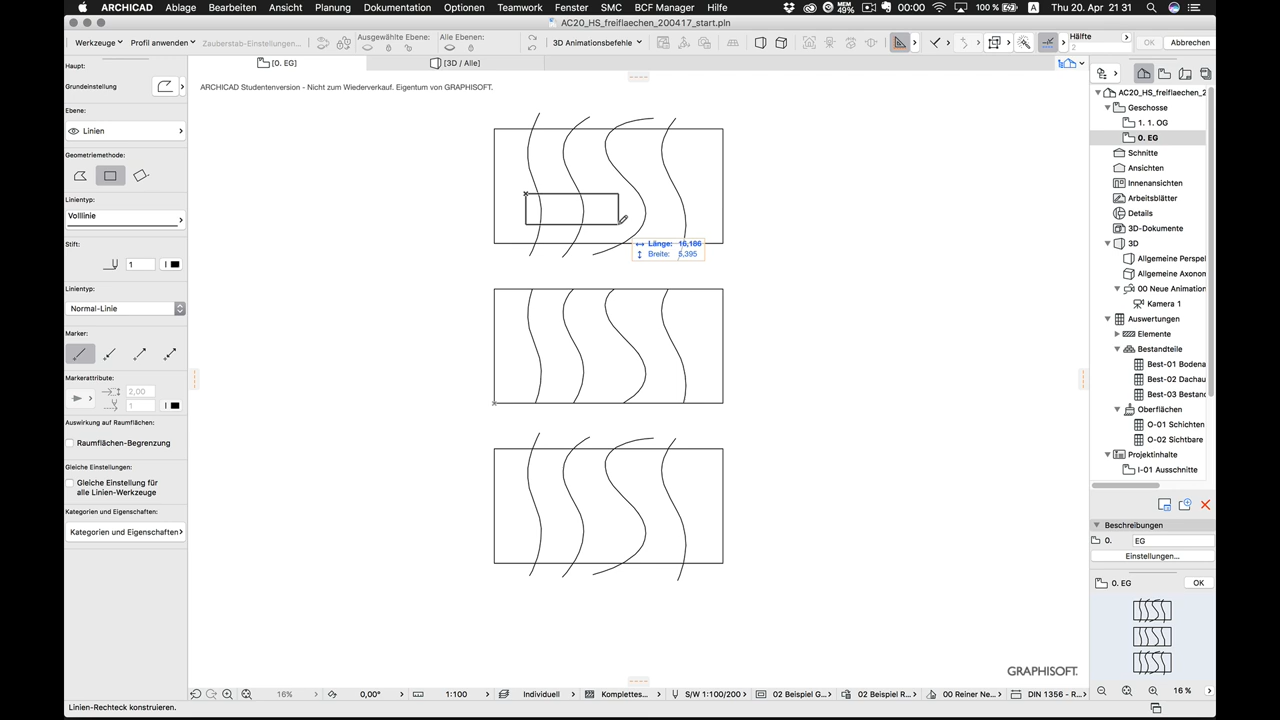 ARCHICAD Ablage Bearbeiten Ansicht Planung Dokumentation Optionen Teamwork Fenster SMC BCF Manager Hilfe MEM 49% 00:00 100 % Mo. 20. Apr 21:31
AC20_HS_freiflaechen_200417_start.pln
Werkzeuge Profil anwenden Zauberstab-Einstellungen... Ausgewählte Ebene: Alle Ebenen: 3D Animationsbefehle Hälfte 2 OK Abbrechen
[0. EG] [3D / Alle]
Haupt:
Grundeinstellung
Ebene:
Linien
Geometriemethode:
Linientyp:
Volllinie
Stift:
1
Linientyp:
Normal-Linie
Marker:
Markerattribute:
2,00
1
Auswirkung auf Raumflächen:
Raumflächen-Begrenzung
Gleiche Einstellungen:
Gleiche Einstellung für
alle Linien-Werkzeuge
Kategorien und Eigenschaften:
Kategorien und Eigenschaften
ARCHICAD Studentenversion - Nicht zum Wiederverkauf. Eigentum von GRAPHISOFT.
Länge: 16,186
Breite: 5,395
GRAPHISOFT.
AC20_HS_freiflaechen_2
Geschosse
1. 1. OG
0. EG
Schnitte
Ansichten
Innenansichten
Arbeitsblätter
Details
3D-Dokumente
3D
Allgemeine Perspel
Allgemeine Axonom
00 Neue Animation
Kamera 1
Auswertungen
Elemente
Bestandteile
Best-01 Bodena
Best-02 Dachau
Best-03 Bestand
Oberflächen
O-01 Schichten
O-02 Sichtbare
Projektinhalte
I-01 Ausschnitte
Beschreibungen
0. EG
Einstellungen...
0. EG OK
16%
16% 0,00° 1:100 Individuell Komplettes... S/W 1:100/200 02 Beispiel G... 02 Beispiel R... 00 Reiner Ne... DIN 1356 - R...
Linien-Rechteck konstruieren.